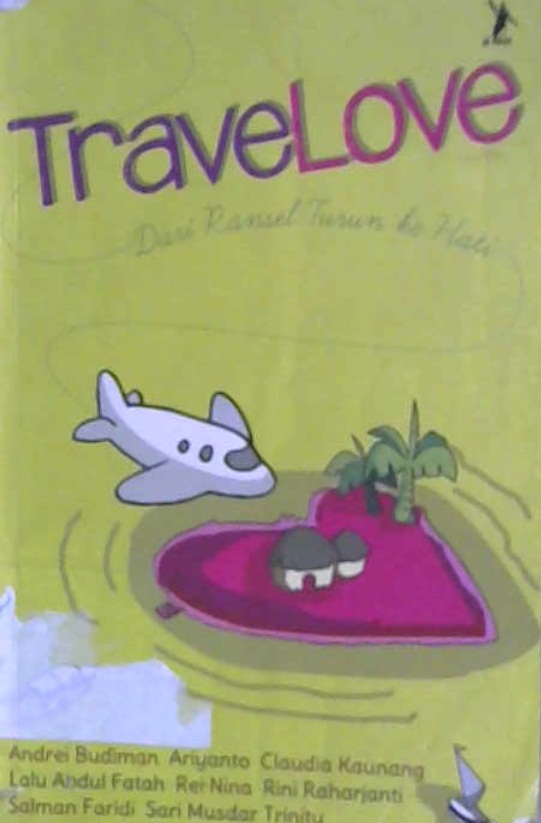 TraveLove
Dari Ransel Turun ke Hati
Andrei Budiman Ariyanto Claudia Kaunang
Lalu Abdul Fatah Rei Nina Rini Raharjanti
Salman Faridi Sari Musdar Trinity